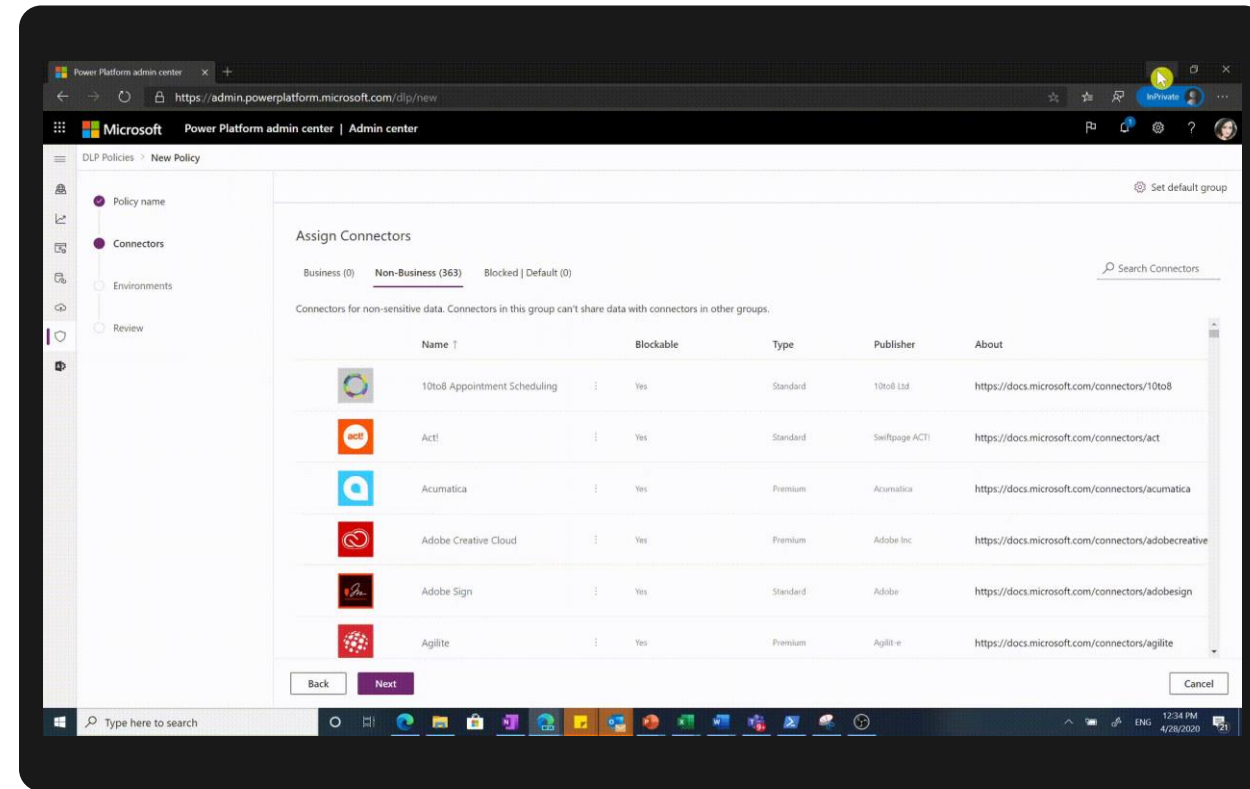 Power Platform admin center
https://admin.powerplatform.microsoft.com/dlp/new
InPrivate
Microsoft Power Platform admin center | Admin center
DLP Policies > New Policy
Set default group
Policy name
Connectors
Environments
Review
Assign Connectors
Business (0) Non-Business (363) Blocked | Default (0)
Search Connectors
Connectors for non-sensitive data. Connectors in this group can't share data with connectors in other groups.
Name ↑ Blockable Type Publisher About
10to8 Appointment Scheduling Yes Standard 10to8 Ltd https://docs.microsoft.com/connectors/10to8
act! Act! Yes Standard Swiftpage ACT! https://docs.microsoft.com/connectors/act
Acumatica Yes Premium Acumatica https://docs.microsoft.com/connectors/acumatica
Adobe Creative Cloud Yes Premium Adobe Inc https://docs.microsoft.com/connectors/adobecreative
Adobe Sign Yes Standard Adobe https://docs.microsoft.com/connectors/adobesign
Agilite Yes Premium Agilit-e https://docs.microsoft.com/connectors/agilite
Back Next Cancel
Type here to search
ENG
12:34 PM
4/28/2020
21